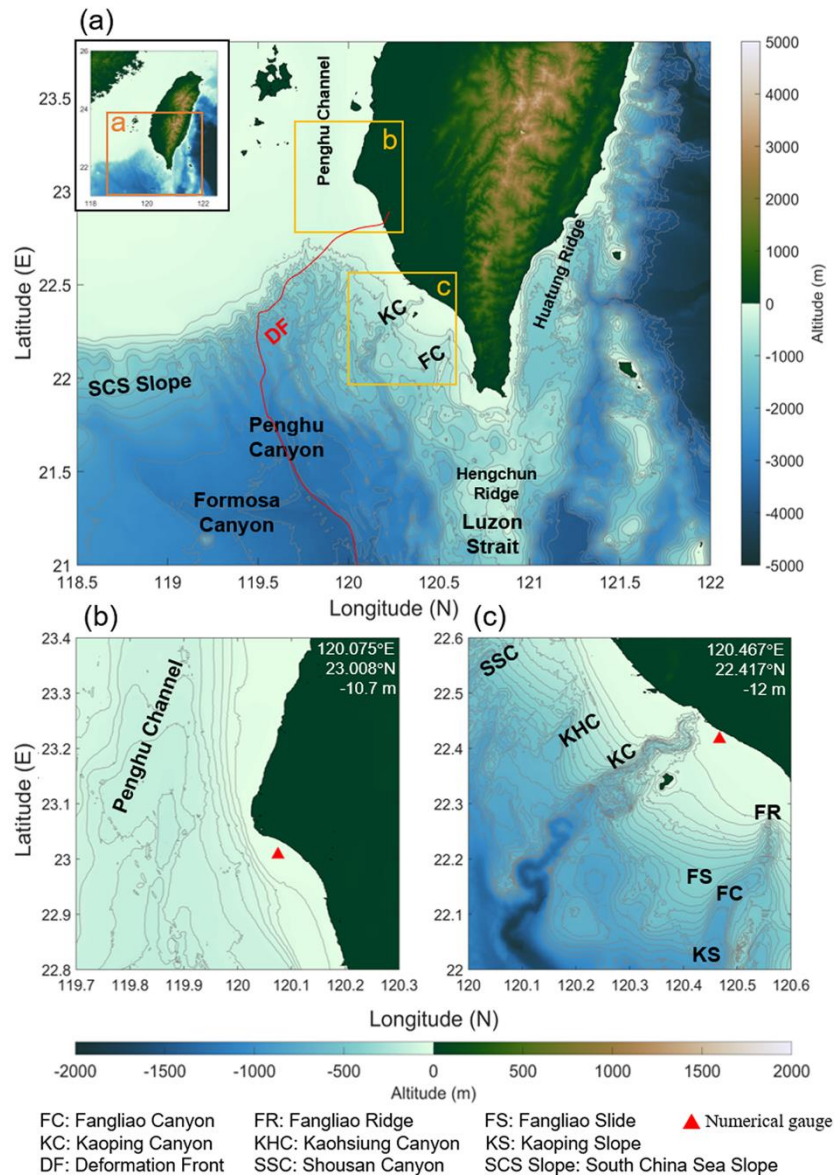 (a)
26
24
22
118
120
122
a
Penghu Channel
b
c
KC
FC
DF
Huatung Ridge
SCS Slope
Penghu
Canyon
Formosa
Canyon
Hengchun
Ridge
Luzon
Strait
23.5
23
22.5
22
21.5
21
Latitude (E)
118.5
119
119.5
120
120.5
121
121.5
122
Longitude (N)
5000
4000
3000
2000
1000
0
-1000
-2000
-3000
-4000
-5000
Altitude (m)
(b)
120.075°E
23.008°N
-10.7 m
Penghu Channel
23.4
23.3
23.2
23.1
23
22.9
22.8
Latitude (E)
119.7
119.8
119.9
120
120.1
120.2
120.3
(c)
120.467°E
22.417°N
-12 m
SSC
KHC
KC
FR
FS
FC
KS
22.6
22.5
22.4
22.3
22.2
22.1
22
120
120.1
120.2
120.3
120.4
120.5
120.6
Longitude (N)
-2000
-1500
-1000
-500
0
500
1000
1500
2000
Altitude (m)
FC: Fangliao Canyon
FR: Fangliao Ridge
FS: Fangliao Slide
Numerical gauge
KC: Kaoping Canyon
KHC: Kaohsiung Canyon
KS: Kaoping Slope
DF: Deformation Front
SSC: Shousan Canyon
SCS Slope: South China Sea Slope